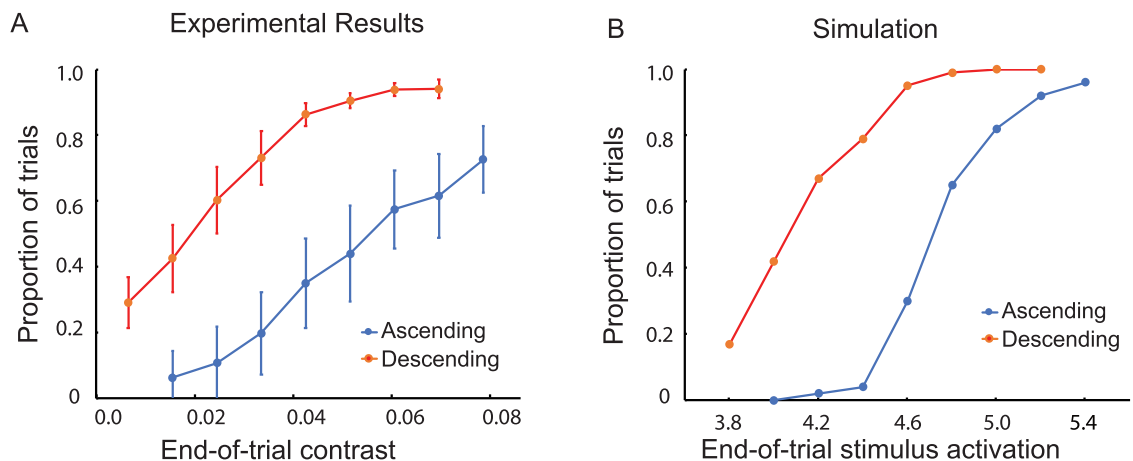 A
Experimental Results
Proportion of trials
1.0
0.8
0.6
0.4
0.2
0
Ascending
Descending
0.0
0.02
0.04
0.06
0.08
End-of-trial contrast
B
Simulation
Proportion of trials
1.0
0.8
0.6
0.4
0.2
0
Ascending
Descending
3.8
4.2
4.6
5.0
5.4
End-of-trial stimulus activation